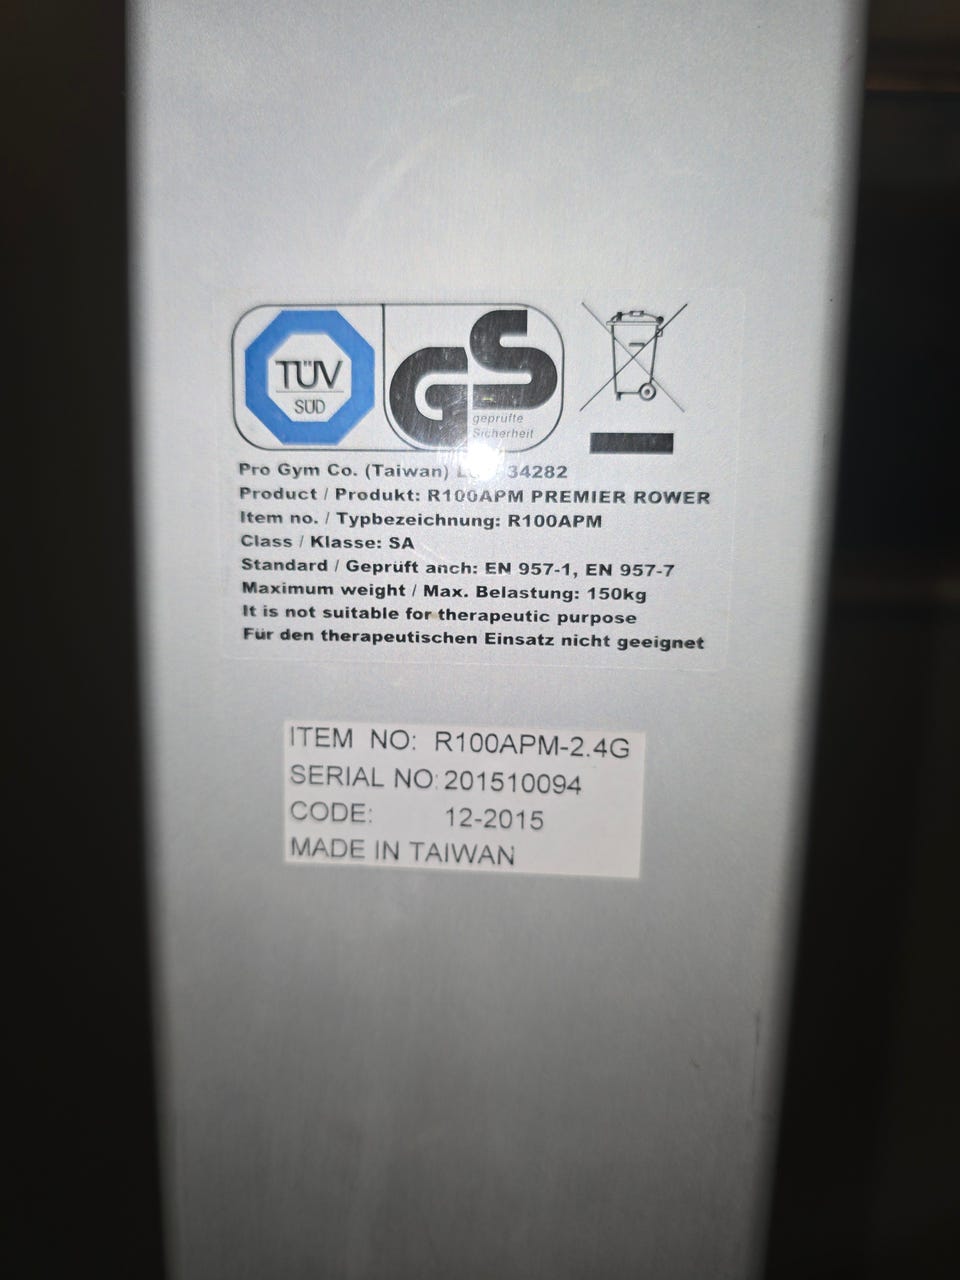 TÜV
SÜD
GS
geprüfte
Sicherheit
Pro Gym Co. (Taiwan) 34282
Product / Produkt: R100APM PREMIER ROWER
Item no. / Typbezeichnung: R100APM
Class / Klasse: SA
Standard / Geprüft anch: EN 957-1, EN 957-7
Maximum weight / Max. Belastung: 150kg
It is not suitable for therapeutic purpose
Für den therapeutischen Einsatz nicht geeignet
ITEM NO: R100APM-2.4G
SERIAL NO: 201510094
CODE: 12-2015
MADE IN TAIWAN